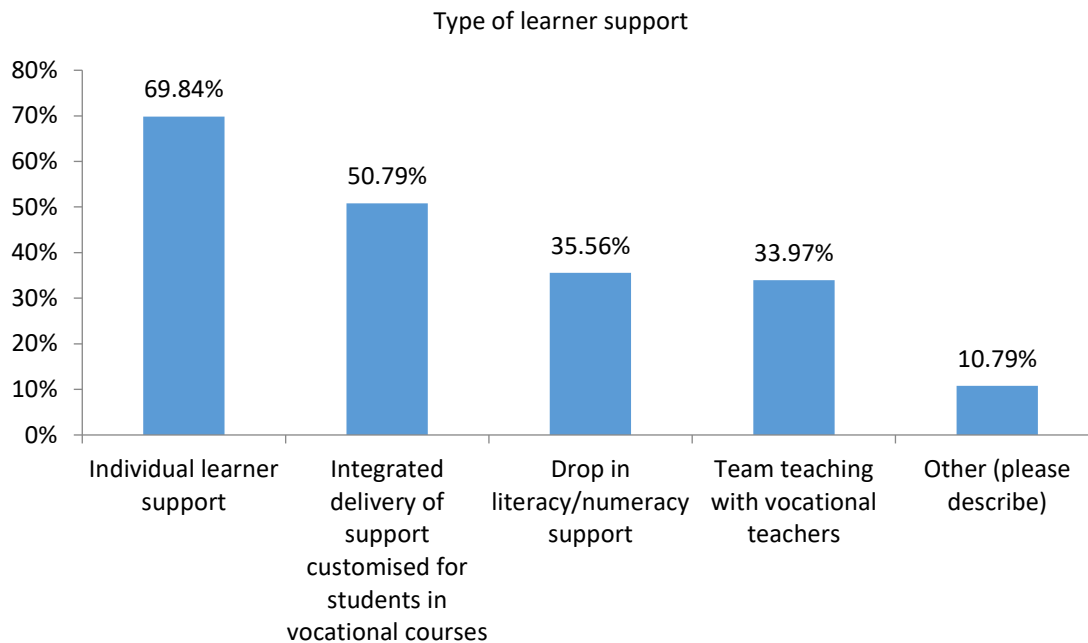 Type of learner support
80%
70%
60%
50%
40%
30%
20%
10%
0%
69.84%
50.79%
35.56%
33.97%
10.79%
Individual learner
support
Integrated
delivery of
support
customised for
students in
vocational courses
Drop in
literacy/numeracy
support
Team teaching
with vocational
teachers
Other (please
describe)